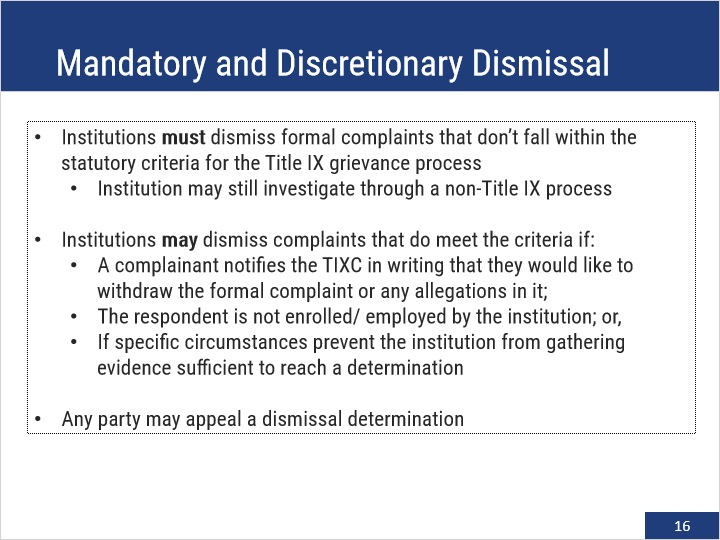 Mandatory and Discretionary Dismissal
• Institutions must dismiss formal complaints that don’t fall within the
statutory criteria for the Title IX grievance process
• Institution may still investigate through a non-Title IX process
• Institutions may dismiss complaints that do meet the criteria if:
• A complainant notifies the TIXC in writing that they would like to
withdraw the formal complaint or any allegations in it;
• The respondent is not enrolled/ employed by the institution; or,
• If specific circumstances prevent the institution from gathering
evidence sufficient to reach a determination
• Any party may appeal a dismissal determination
16